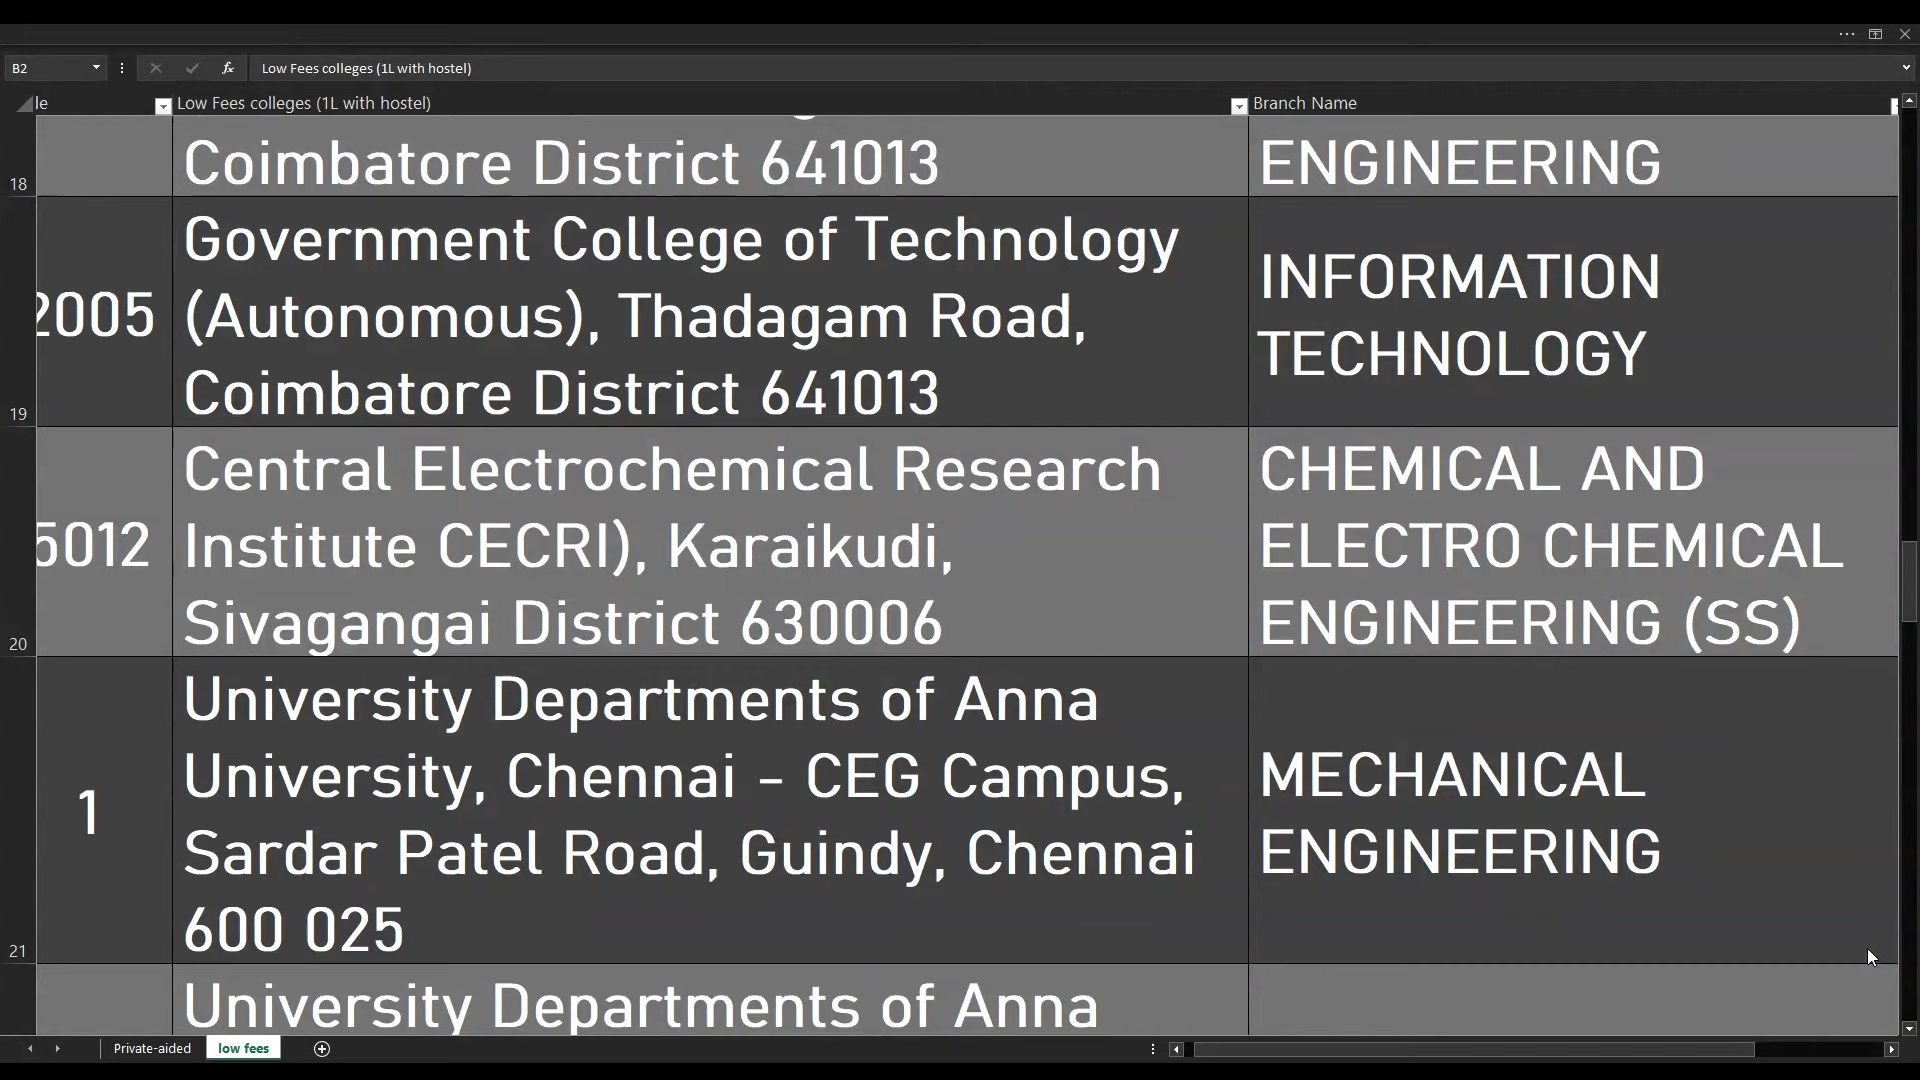 B2
fx
Low Fees colleges (1L with hostel)
le
Low Fees colleges (1L with hostel)
Branch Name
18
Coimbatore District 641013
ENGINEERING
19
2005
Government College of Technology
(Autonomous), Thadagam Road,
Coimbatore District 641013
INFORMATION
TECHNOLOGY
20
5012
Central Electrochemical Research
Institute CECRI), Karaikudi,
Sivagangai District 630006
CHEMICAL AND
ELECTRO CHEMICAL
ENGINEERING (SS)
21
1
University Departments of Anna
University, Chennai – CEG Campus,
Sardar Patel Road, Guindy, Chennai
600 025
MECHANICAL
ENGINEERING
University Departments of Anna
Private-aided
low fees